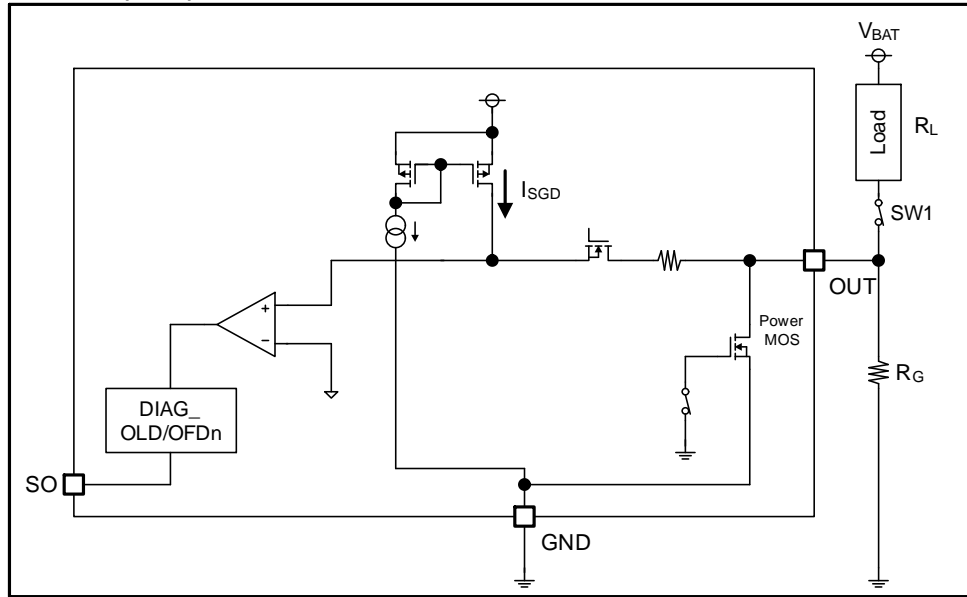 VBAT
Load
RL
ISGD
SW1
OUT
Power
MOS
RG
+
−
DIAG_
OLD/OFDn
SO
GND